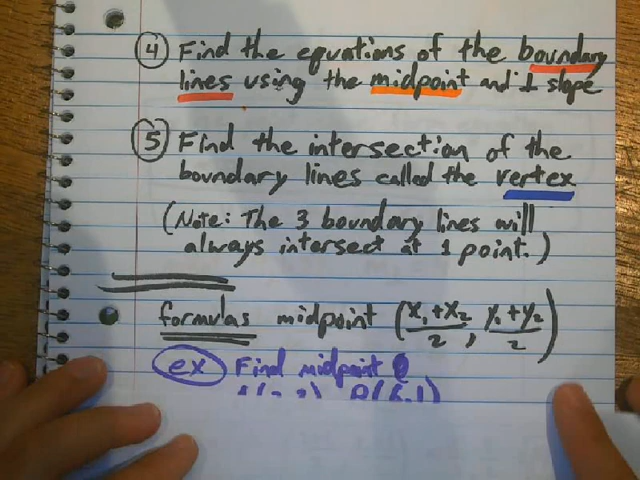 ④ Find the equations of the boundary
lines using the midpoint and ⊥ slope
⑤ Find the intersection of the
boundary lines called the vertex
(Note: The 3 boundary lines will
always intersect at 1 point.)
formulas midpoint (x₁+x₂/2, y₁+y₂/2)
ex Find midpoint